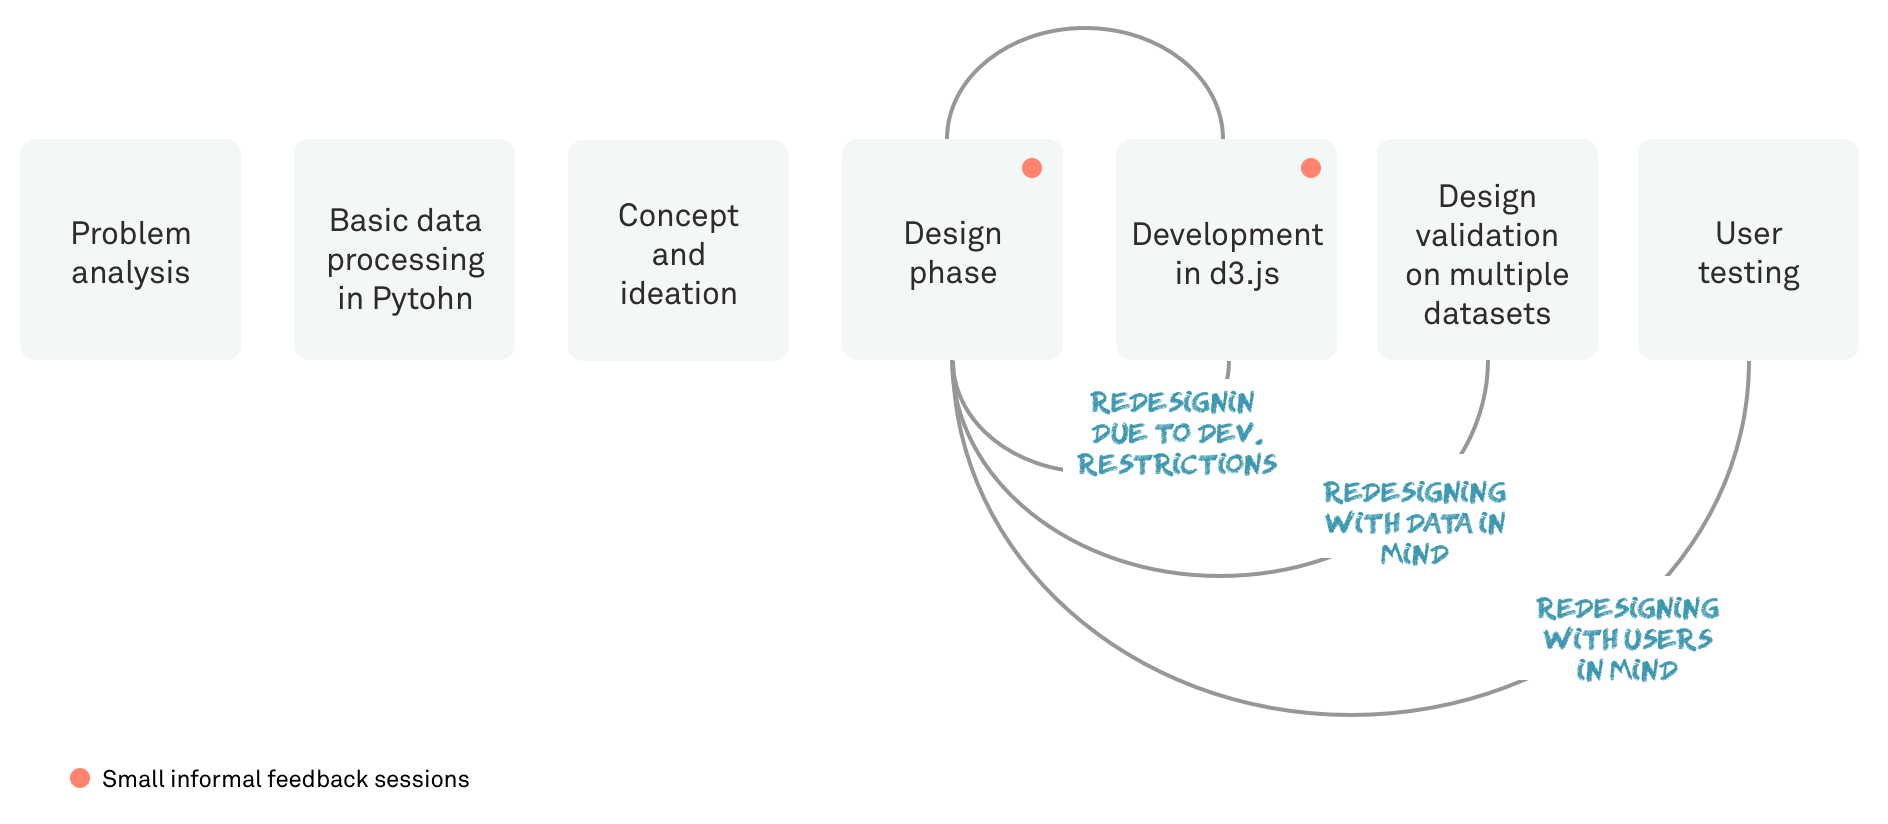 Problem
analysis
Basic data
processing
in Pytohn
Concept
and
ideation
Design
phase
Development
in d3.js
Design
validation
on multiple
datasets
User
testing
REDESIGNIN
DUE TO DEV.
RESTRICTIONS
REDESIGNING
WITH DATA IN
MIND
REDESIGNING
WITH USERS
IN MIND
Small informal feedback sessions